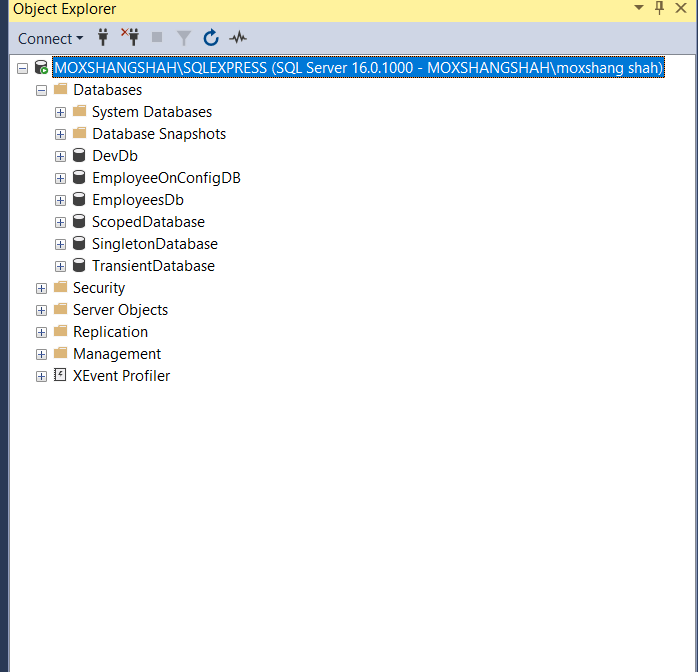 Object Explorer
Connect
MOXSHANGSHAH\SQLEXPRESS (SQL Server 16.0.1000 - MOXSHANGSHAH\moxshang shah)
Databases
System Databases
Database Snapshots
DevDb
EmployeeOnConfigDB
EmployeesDb
ScopedDatabase
SingletonDatabase
TransientDatabase
Security
Server Objects
Replication
Management
XEvent Profiler